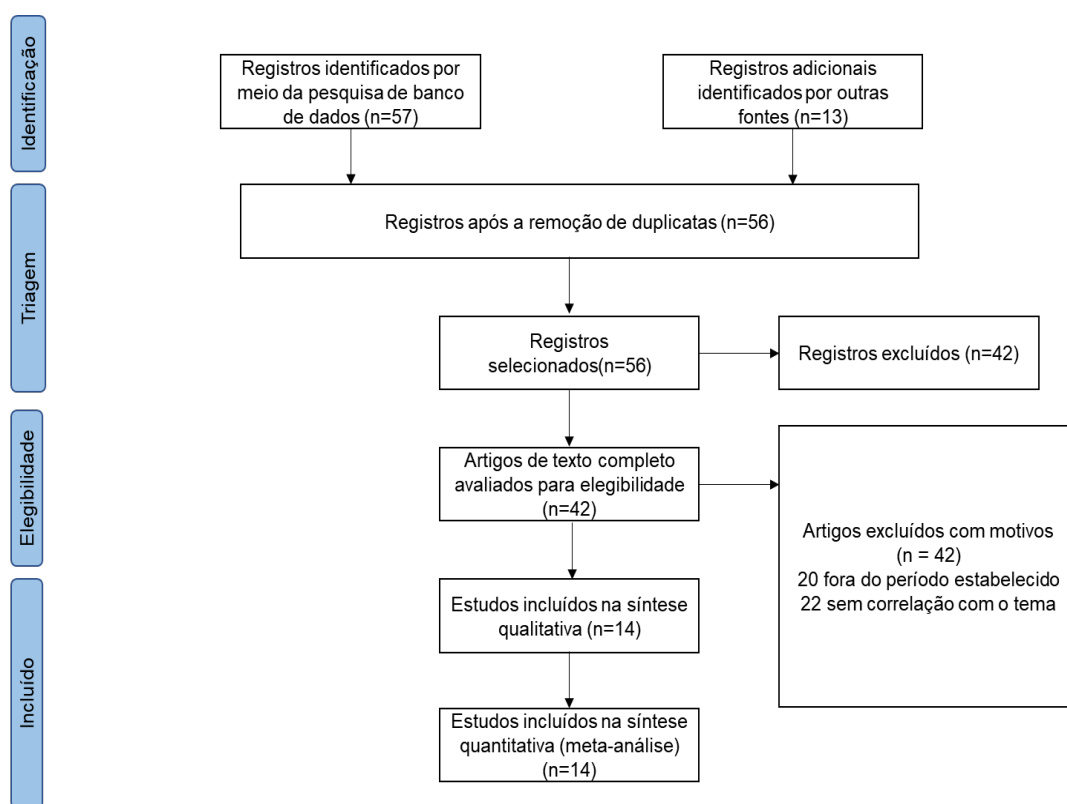 Identificação
Registros identificados por
meio da pesquisa de banco
de dados (n=57)
Registros adicionais
identificados por outras
fontes (n=13)
Triagem
Registros após a remoção de duplicatas (n=56)
Registros
selecionados(n=56)
Registros excluídos (n=42)
Elegibilidade
Artigos de texto completo
avaliados para elegibilidade
(n=42)
Artigos excluídos com motivos
(n = 42)
20 fora do período estabelecido
22 sem correlação com o tema
Incluído
Estudos incluídos na síntese
qualitativa (n=14)
Estudos incluídos na síntese
quantitativa (meta-análise)
(n=14)